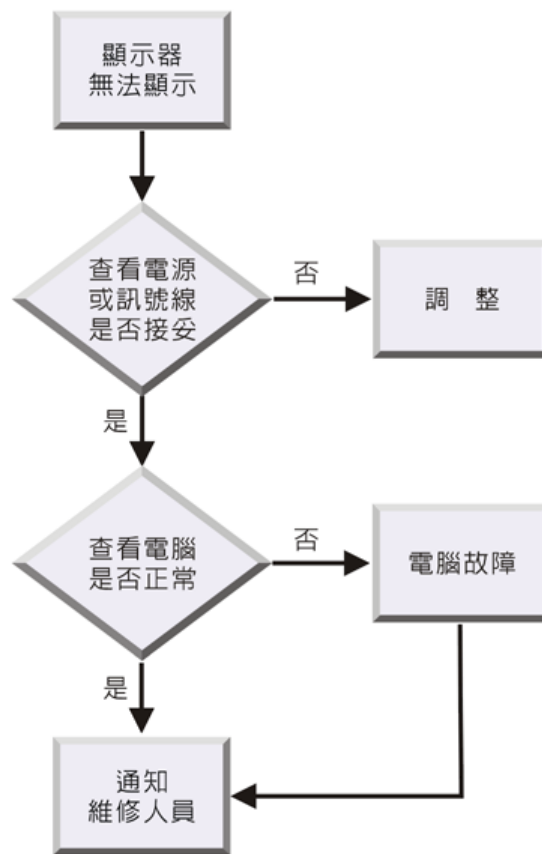 顯示器
無法顯示
查看電源
或訊號線
是否接妥
否
調 整
是
查看電腦
是否正常
否
電腦故障
是
通知
維修人員